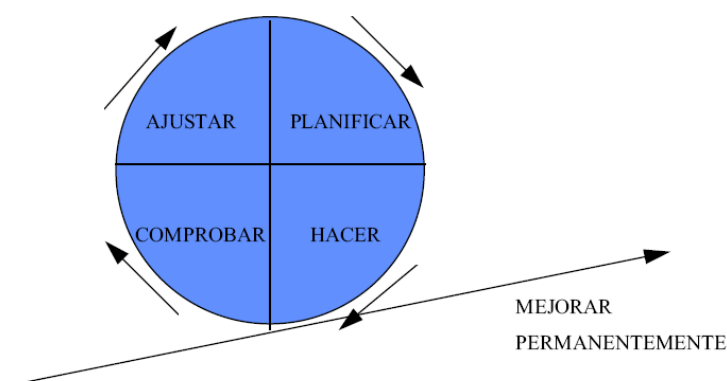 AJUSTAR
PLANIFICAR
COMPROBAR
HACER
MEJORAR
PERMANENTEMENTE